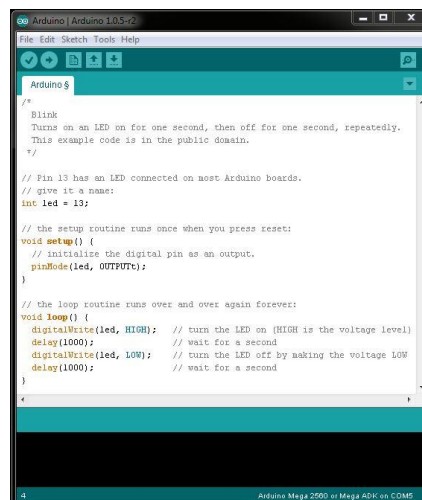 Arduino | Arduino 1.0.5-r2
File Edit Sketch Tools Help
Arduino §
/*
Blink
Turns on an LED on for one second, then off for one second, repeatedly.
This example code is in the public domain.
*/
// Pin 13 has an LED connected on most Arduino boards.
// give it a name:
int led = 13;
// the setup routine runs once when you press reset:
void setup() {
// initialize the digital pin as an output.
pinMode(led, OUTPUTt);
}
// the loop routine runs over and over again forever:
void loop() {
digitalWrite(led, HIGH); // turn the LED on (HIGH is the voltage level)
delay(1000); // wait for a second
digitalWrite(led, LOW); // turn the LED off by making the voltage LOW
delay(1000); // wait for a second
}
4 Arduino Mega 2560 or Mega ADK on COM5